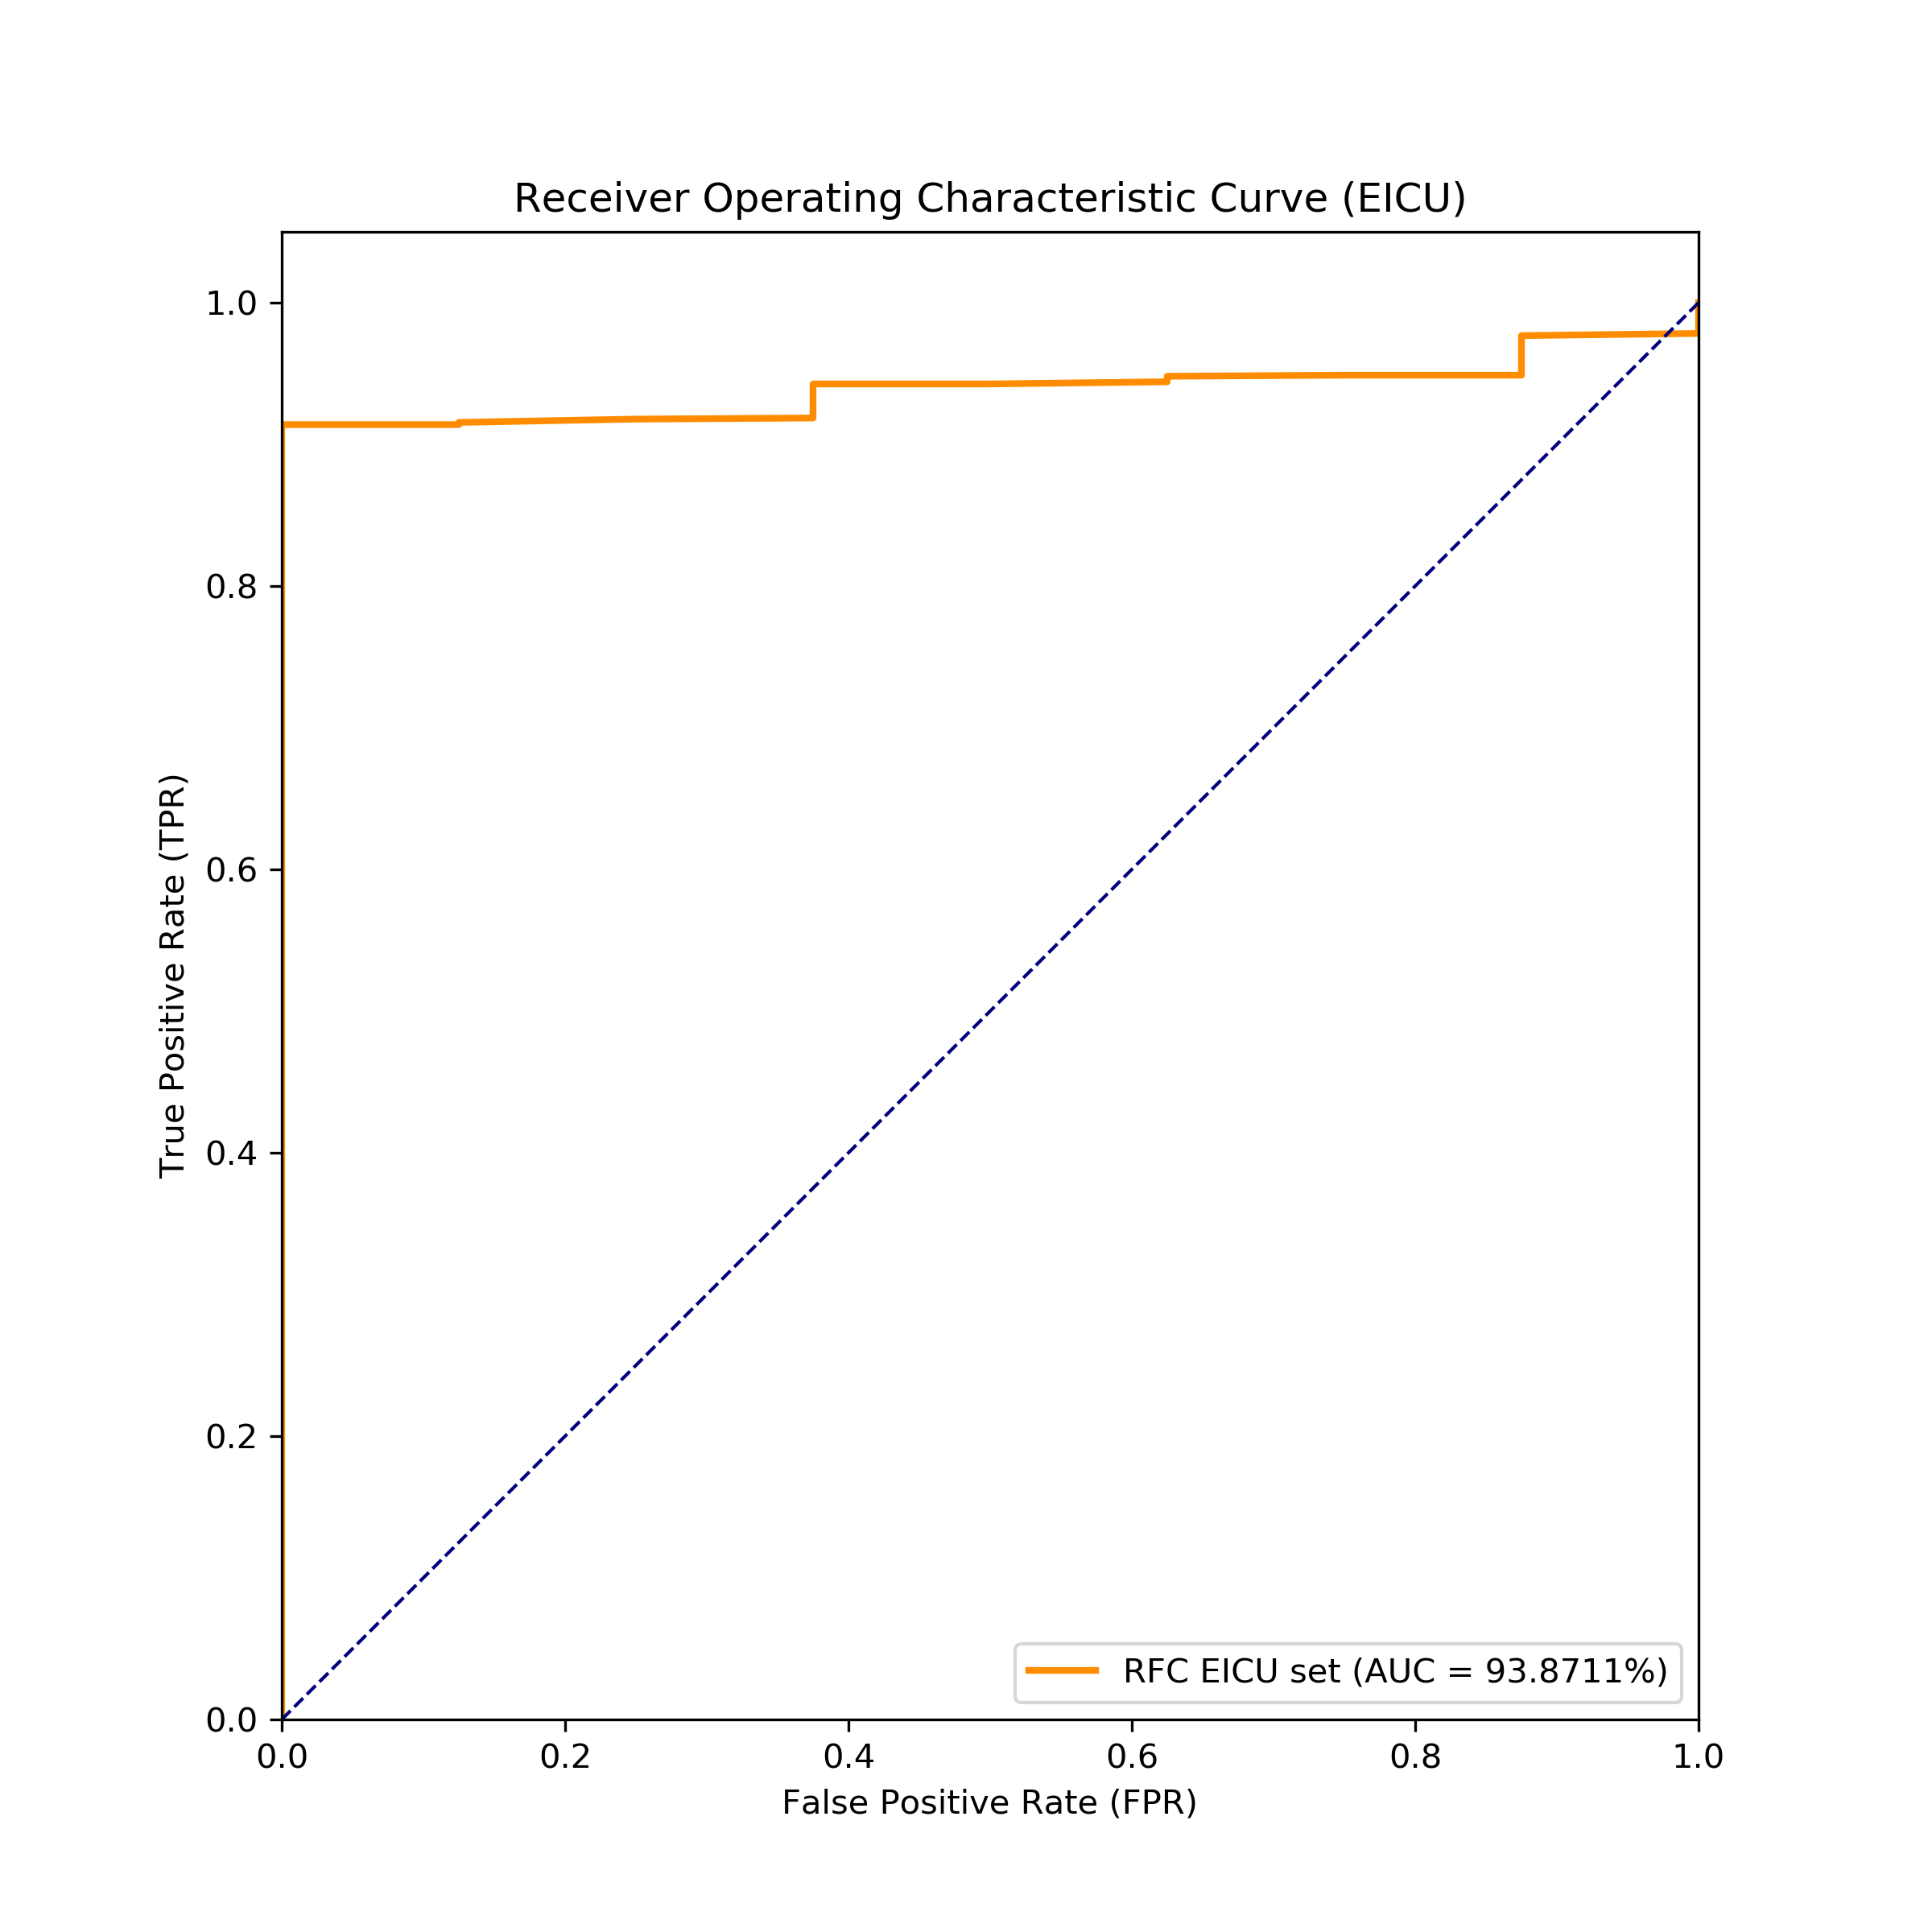 Receiver Operating Characteristic Curve (EICU)
1.0
0.8
0.6
0.4
0.2
0.0
True Positive Rate (TPR)
RFC EICU set (AUC = 93.8711%)
0.0 0.2 0.4 0.6 0.8 1.0
False Positive Rate (FPR)